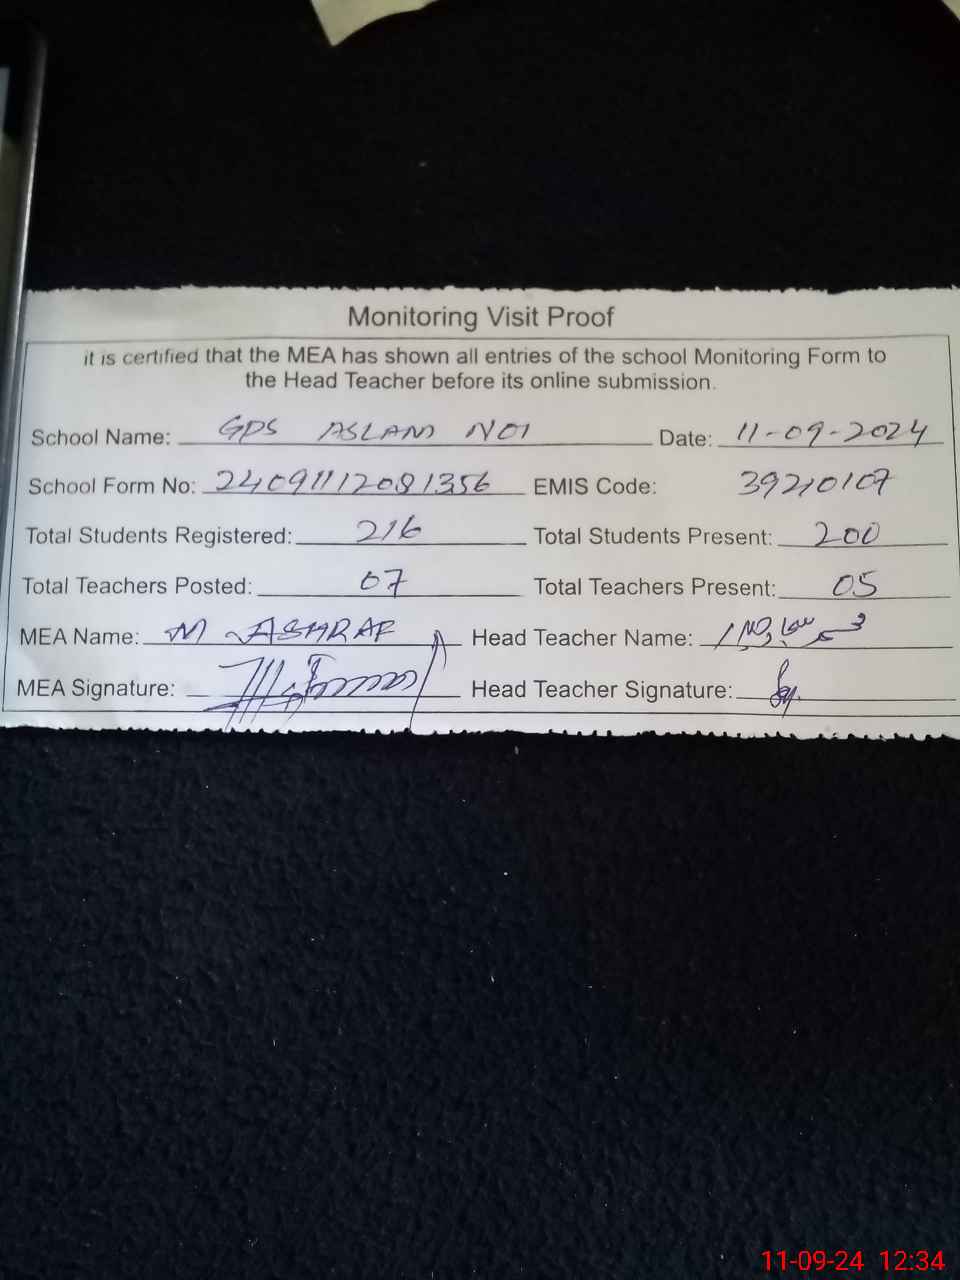 Monitoring Visit Proof
it is certified that the MEA has shown all entries of the school Monitoring Form to
the Head Teacher before its online submission.
School Name: GPS ASLAM NO1 Date: 11-09-2024
School Form No: 24091112081356 EMIS Code: 39210107
Total Students Registered: 216 Total Students Present: 200
Total Teachers Posted: 07 Total Teachers Present: 05
MEA Name: M ASHRAF Head Teacher Name:
MEA Signature: Head Teacher Signature:
11-09-24 12:34